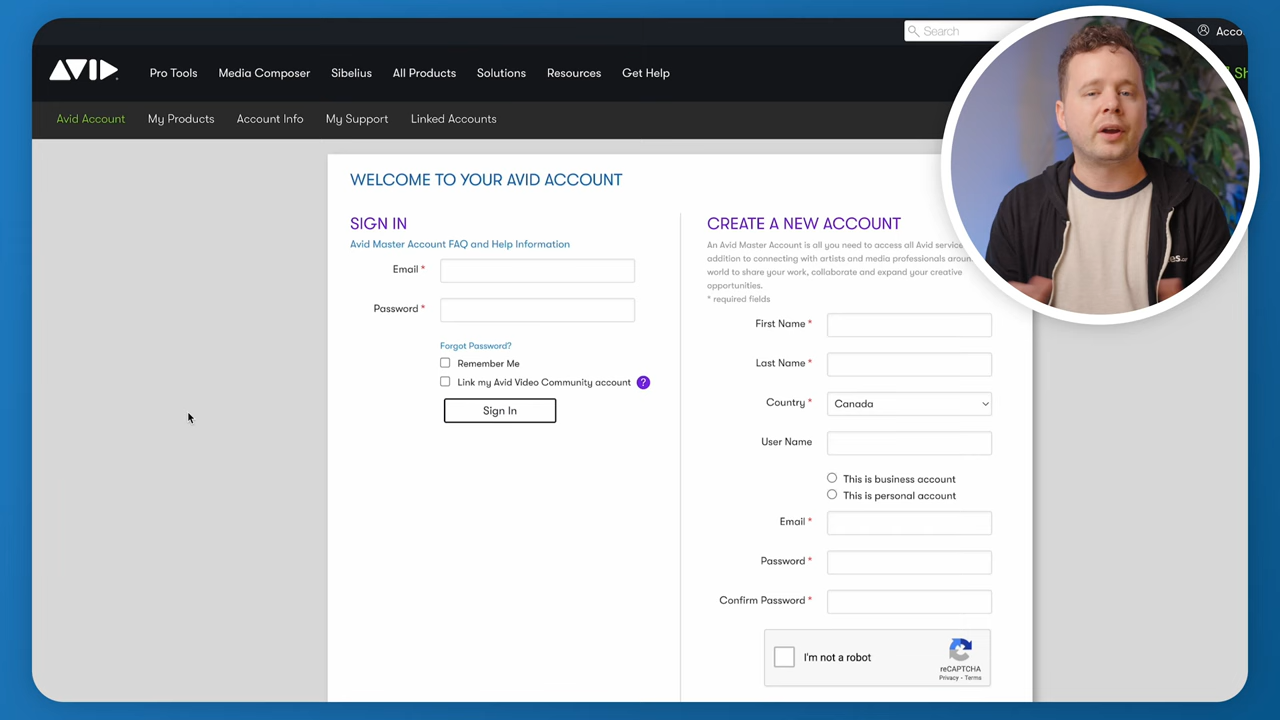 Search
Acco
AVID
Pro Tools
Media Composer
Sibelius
All Products
Solutions
Resources
Get Help
Sh
Avid Account
My Products
Account Info
My Support
Linked Accounts
WELCOME TO YOUR AVID ACCOUNT
SIGN IN
Avid Master Account FAQ and Help Information
Email *
Password *
Forgot Password?
Remember Me
Link my Avid Video Community account ?
Sign In
CREATE A NEW ACCOUNT
An Avid Master Account is all you need to access all Avid service
addition to connecting with artists and media professionals aroun
world to share your work, collaborate and expand your creative
opportunities.
* required fields
First Name *
Last Name *
Country *
Canada
User Name
This is business account
This is personal account
Email *
Password *
Confirm Password *
I'm not a robot
reCAPTCHA
Privacy - Terms